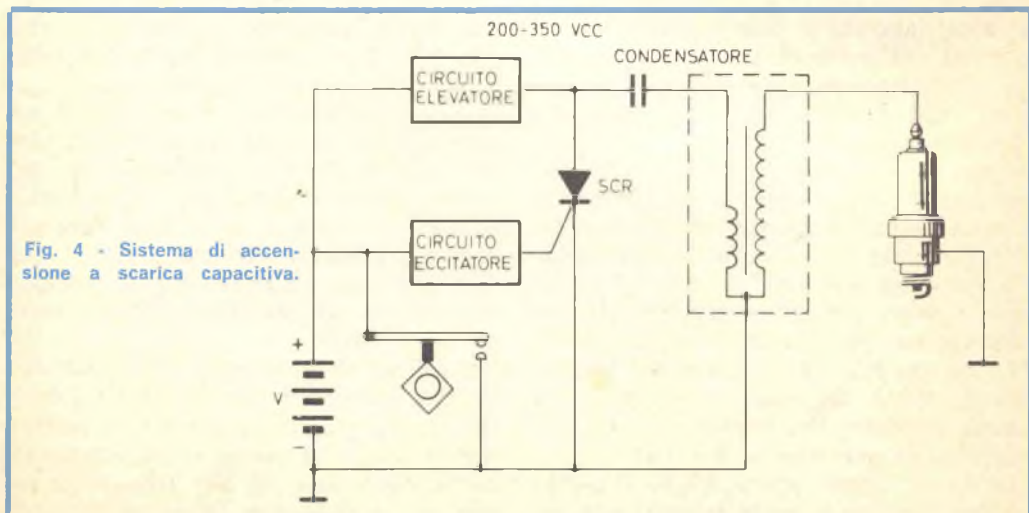 200-350 VCC
CONDENSATORE
CIRCUITO
ELEVATORE
SCR
CIRCUITO
ECCITATORE
Fig. 4 - Sistema di accen-
sione a scarica capacitiva.
+
V
-